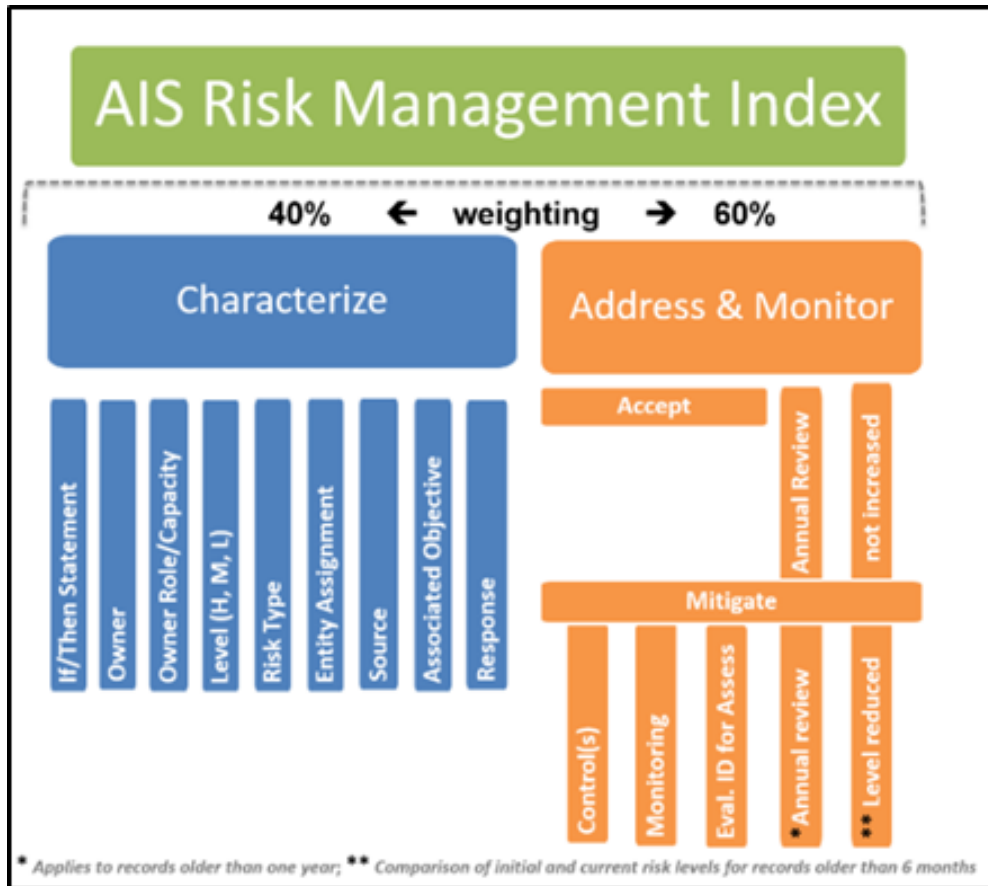 AIS Risk Management Index
40% ← weighting → 60%
Characterize
Address & Monitor
If/Then Statement
Owner
Owner Role/Capacity
Level (H, M, L)
Risk Type
Entity Assignment
Source
Associated Objective
Response
Accept
Annual Review
not increased
Mitigate
Control(s)
Monitoring
Eval. ID for Assess
* Annual review
** Level reduced
* Applies to records older than one year; ** Comparison of initial and current risk levels for records older than 6 months